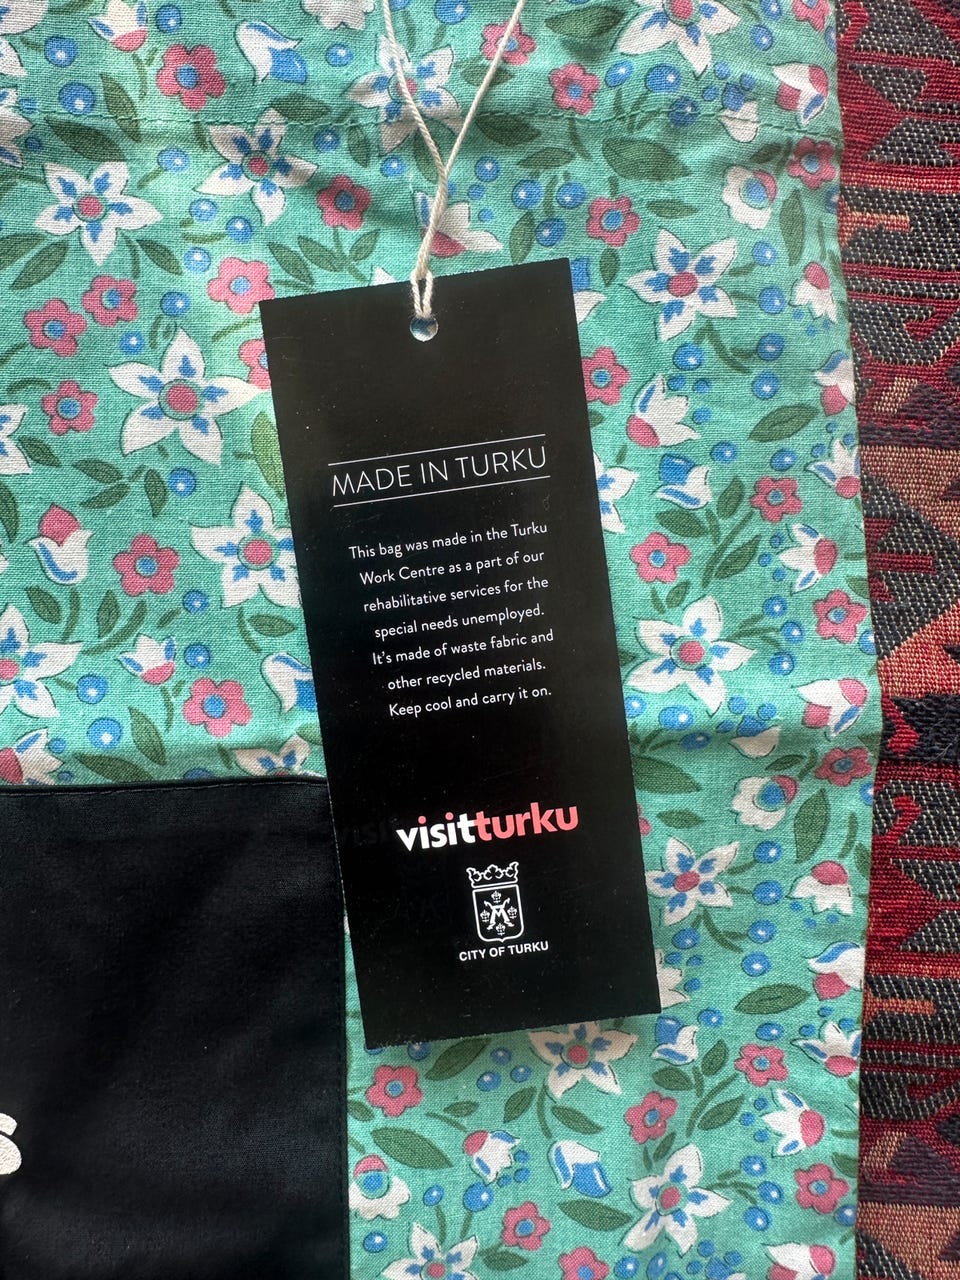 MADE IN TURKU
This bag was made in the Turku
Work Centre as a part of our
rehabilitative services for the
special needs unemployed.
It's made of waste fabric and
other recycled materials.
Keep cool and carry it on.
visitturku
CITY OF TURKU